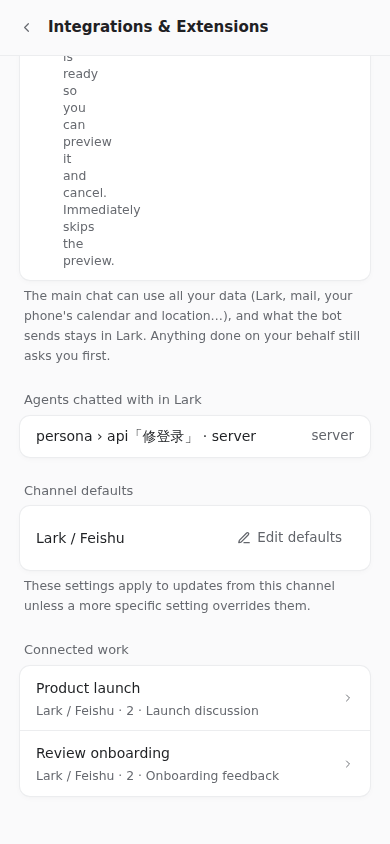 Integrations & Extensions
is
ready
so
you
can
preview
it
and
cancel.
Immediately
skips
the
preview.
The main chat can use all your data (Lark, mail, your
phone's calendar and location…), and what the bot
sends stays in Lark. Anything done on your behalf still
asks you first.
Agents chatted with in Lark
persona › api「修登录」 · server
server
Channel defaults
Lark / Feishu
Edit defaults
These settings apply to updates from this channel
unless a more specific setting overrides them.
Connected work
Product launch
Lark / Feishu · 2 · Launch discussion
Review onboarding
Lark / Feishu · 2 · Onboarding feedback